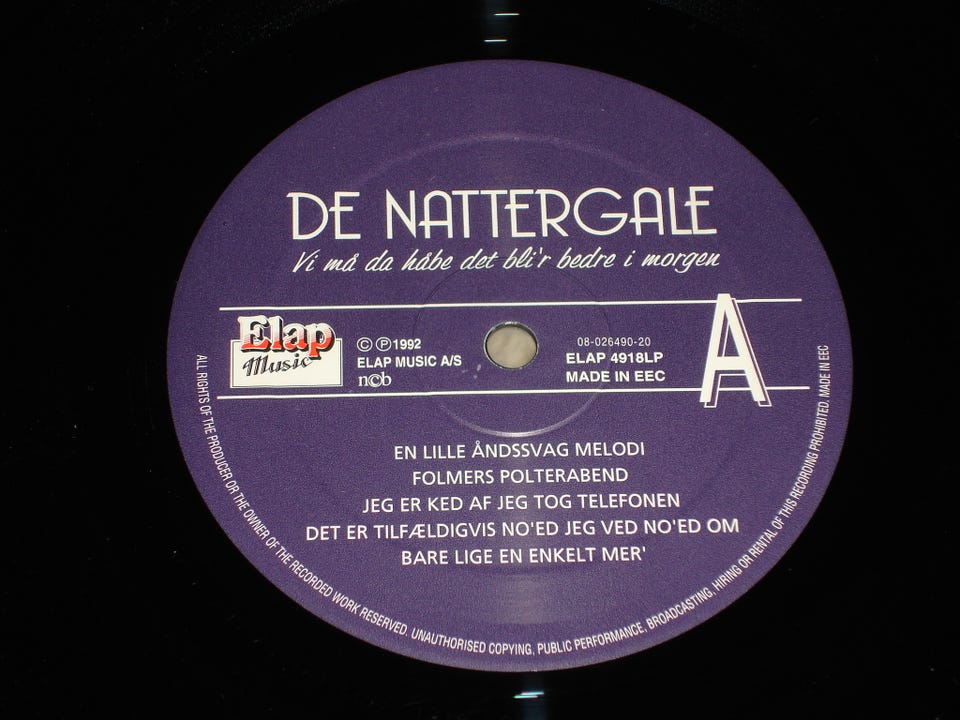 DE NATTERGALE
Vi må da håbe det bli'r bedre i morgen
Elap
Music
© ℗ 1992
ELAP MUSIC A/S
n©b
08-026490-20
ELAP 4918LP
MADE IN EEC
A
EN LILLE ÅNDSSVAG MELODI
FOLMERS POLTERABEND
JEG ER KED AF JEG TOG TELEFONEN
DET ER TILFÆLDIGVIS NO'ED JEG VED NO'ED OM
BARE LIGE EN ENKELT MER'
ALL RIGHTS OF THE PRODUCER OR THE OWNER OF THE RECORDED WORK RESERVED. UNAUTHORISED COPYING, PUBLIC PERFORMANCE, BROADCASTING, HIRING OR RENTAL OF THIS RECORDING PROHIBITED. MADE IN EEC